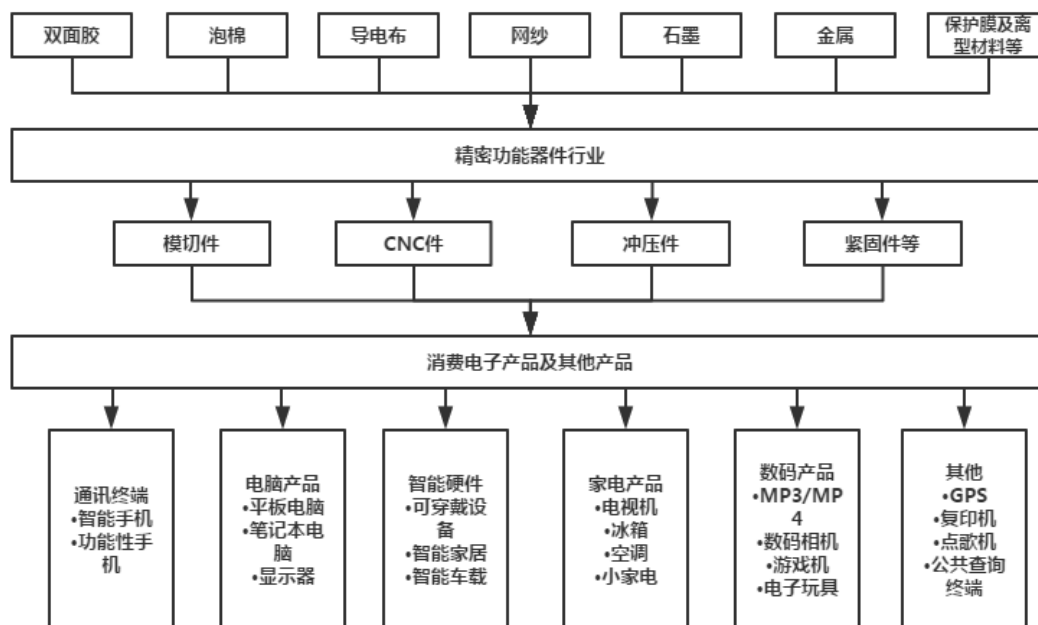 双面胶
泡棉
导电布
网纱
石墨
金属
保护膜及离
型材料等
精密功能器件行业
模切件
CNC件
冲压件
紧固件等
消费电子产品及其他产品
通讯终端
•智能手机
•功能性手
机
电脑产品
•平板电脑
•笔记本电
脑
•显示器
智能硬件
•可穿戴设
备
•智能家居
•智能车载
家电产品
•电视机
•冰箱
•空调
•小家电
数码产品
•MP3/MP
4
•数码相机
•游戏机
•电子玩具
其他
•GPS
•复印机
•点歌机
•公共查询
终端